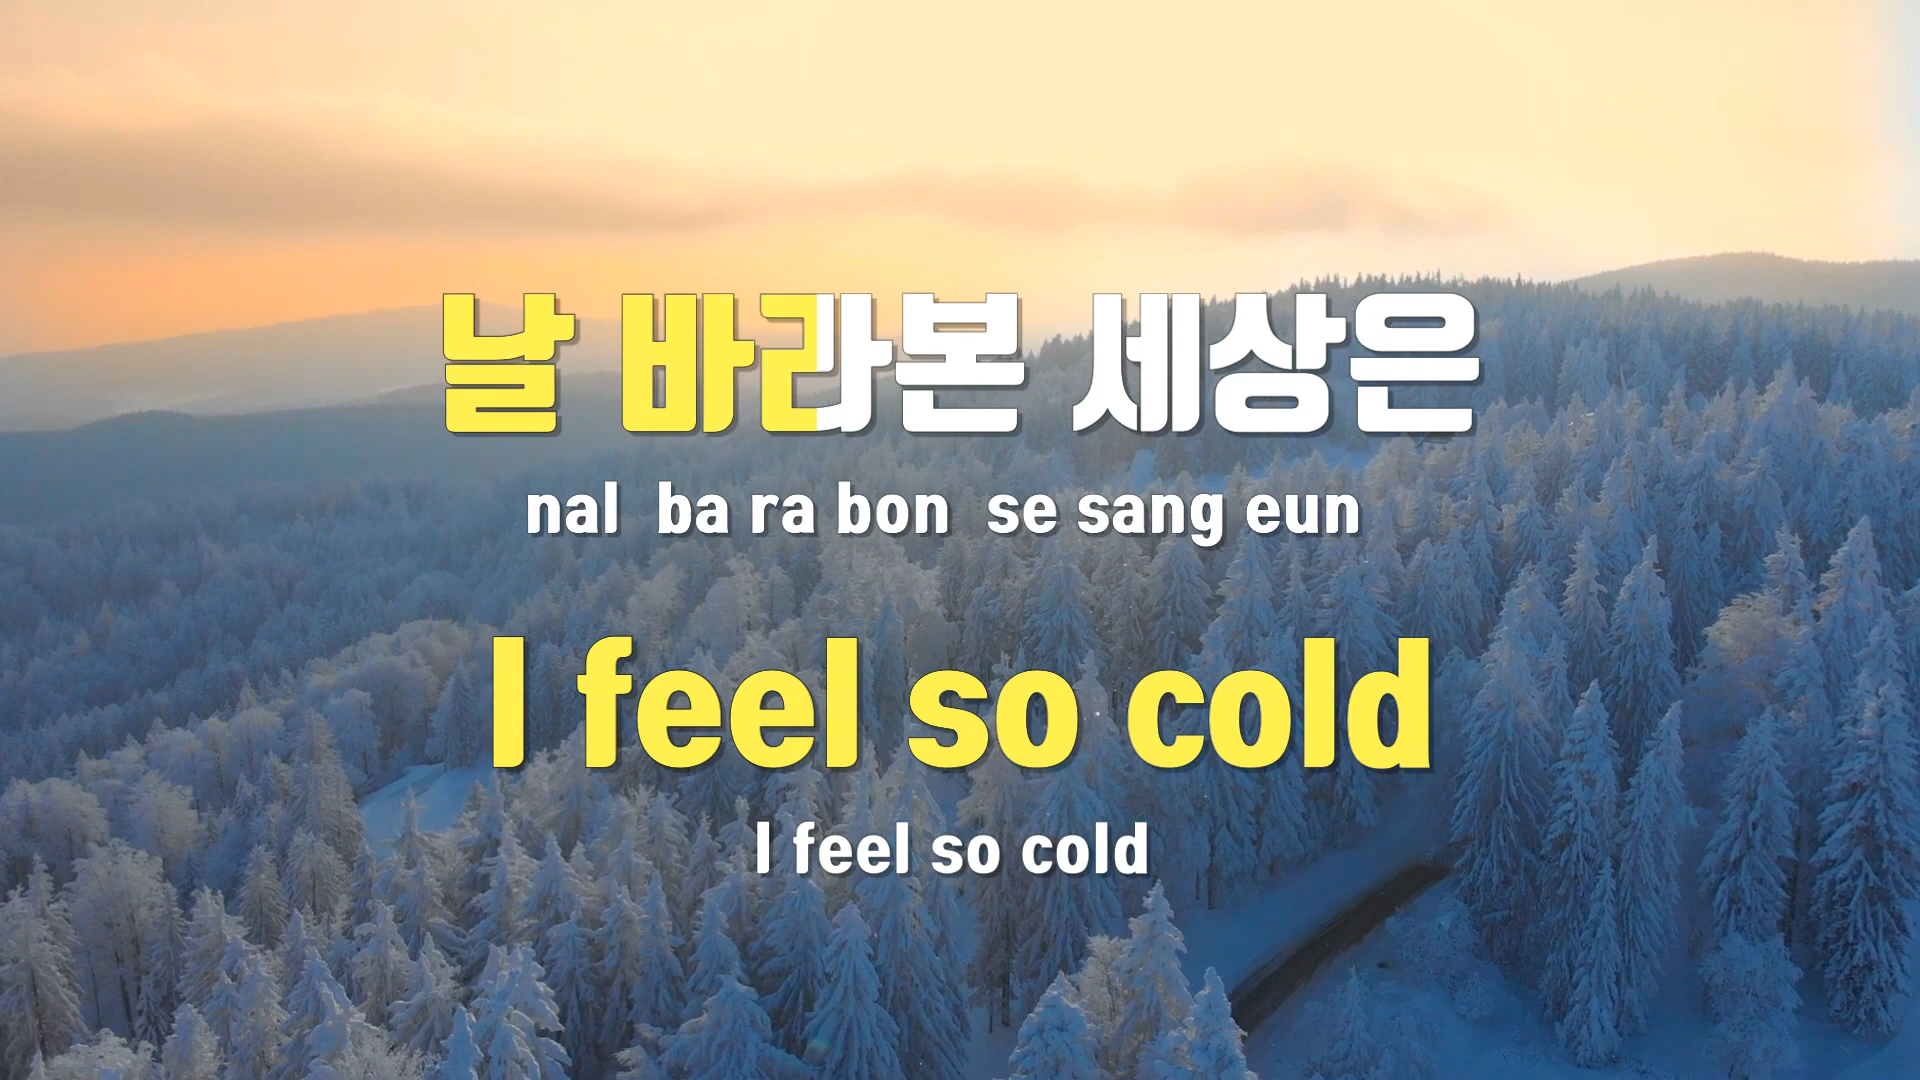 날 바라본 세상은
nal ba ra bon se sang eun
I feel so cold
I feel so cold